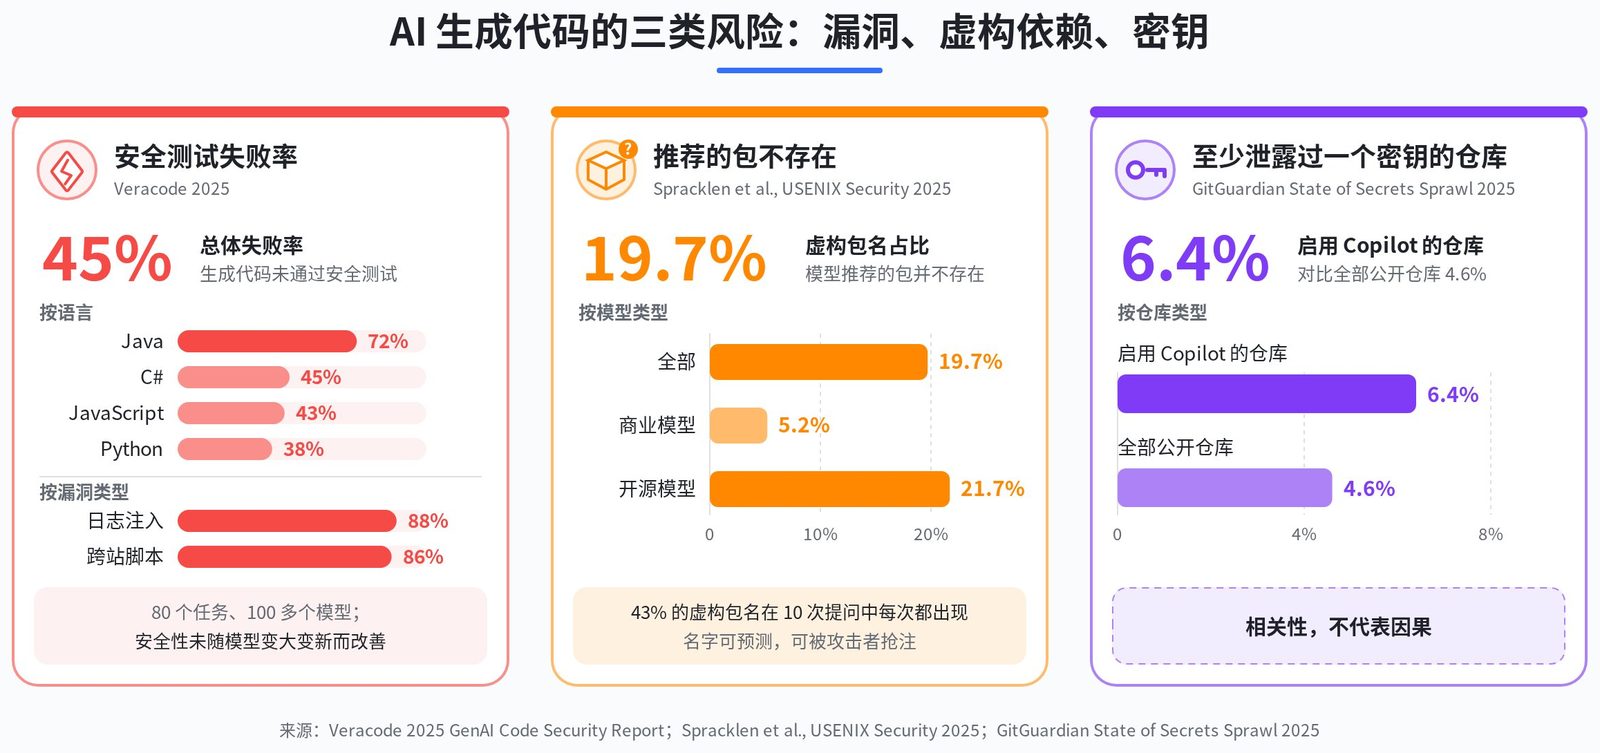 AI 生成代码的三类风险：漏洞、虚构依赖、密钥
安全测试失败率
Veracode 2025
45%
总体失败率
生成代码未通过安全测试
按语言
Java 72%
C# 45%
JavaScript 43%
Python 38%
按漏洞类型
日志注入 88%
跨站脚本 86%
80 个任务、100 多个模型；
安全性未随模型变大变新而改善
?
推荐的包不存在
Spracklen et al., USENIX Security 2025
19.7%
虚构包名占比
模型推荐的包并不存在
按模型类型
全部 19.7%
商业模型 5.2%
开源模型 21.7%
0 10% 20%
43% 的虚构包名在 10 次提问中每次都出现
名字可预测，可被攻击者抢注
至少泄露过一个密钥的仓库
GitGuardian State of Secrets Sprawl 2025
6.4%
启用 Copilot 的仓库
对比全部公开仓库 4.6%
按仓库类型
启用 Copilot 的仓库
6.4%
全部公开仓库
4.6%
0 4% 8%
相关性，不代表因果
来源：Veracode 2025 GenAI Code Security Report；Spracklen et al., USENIX Security 2025；GitGuardian State of Secrets Sprawl 2025